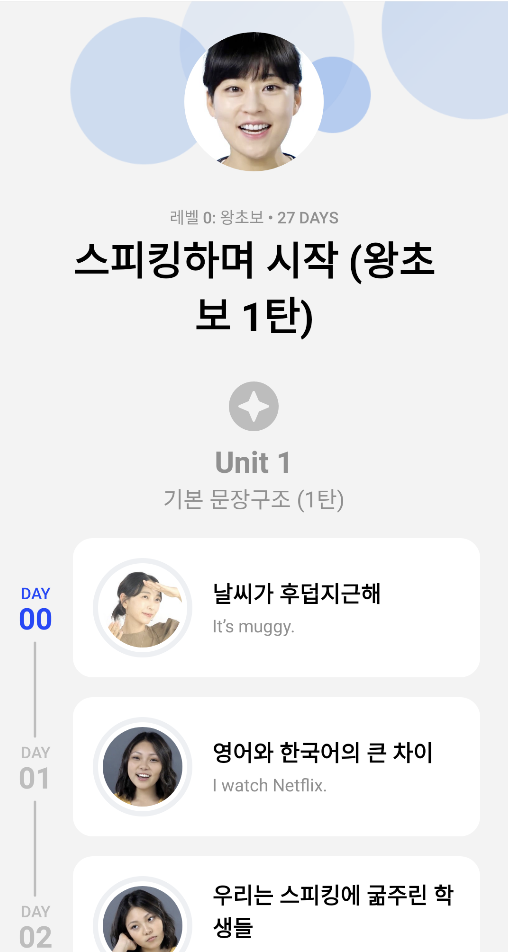 레벨 0: 왕초보 • 27 DAYS
스피킹하며 시작 (왕초
보 1탄)
Unit 1
기본 문장구조 (1탄)
DAY
00
날씨가 후덥지근해
It’s muggy.
DAY
01
영어와 한국어의 큰 차이
I watch Netflix.
DAY
02
우리는 스피킹에 굶주린 학
생들